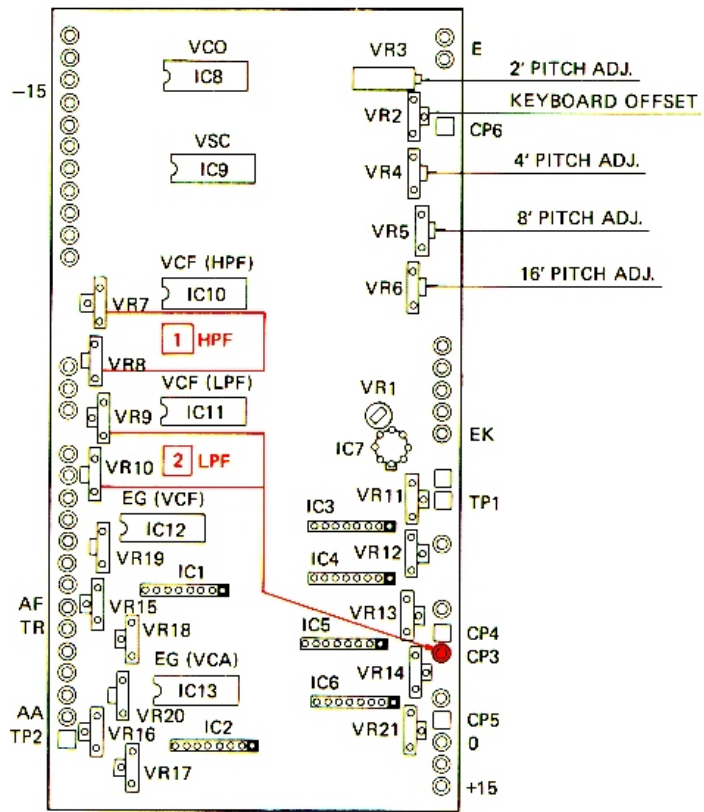 VCO
IC8
VR3
E
2' PITCH ADJ.
-15
KEYBOARD OFFSET
VR2
CP6
VSC
IC9
4' PITCH ADJ.
VR4
8' PITCH ADJ.
VR5
VCF (HPF)
16' PITCH ADJ.
VR6
IC10
VR7
1 HPF
VR8
VCF (LPF)
VR1
IC11
VR9
EK
IC7
2 LPF
VR10
VR11
EG (VCF)
TP1
IC3
IC12
VR12
VR19
IC4
IC1
AF
VR15
VR13
TR
VR18
IC5
CP4
CP3
EG (VCA)
VR14
IC6
IC13
AA
VR20
CP5
TP2
VR16
IC2
VR21
0
VR17
+15